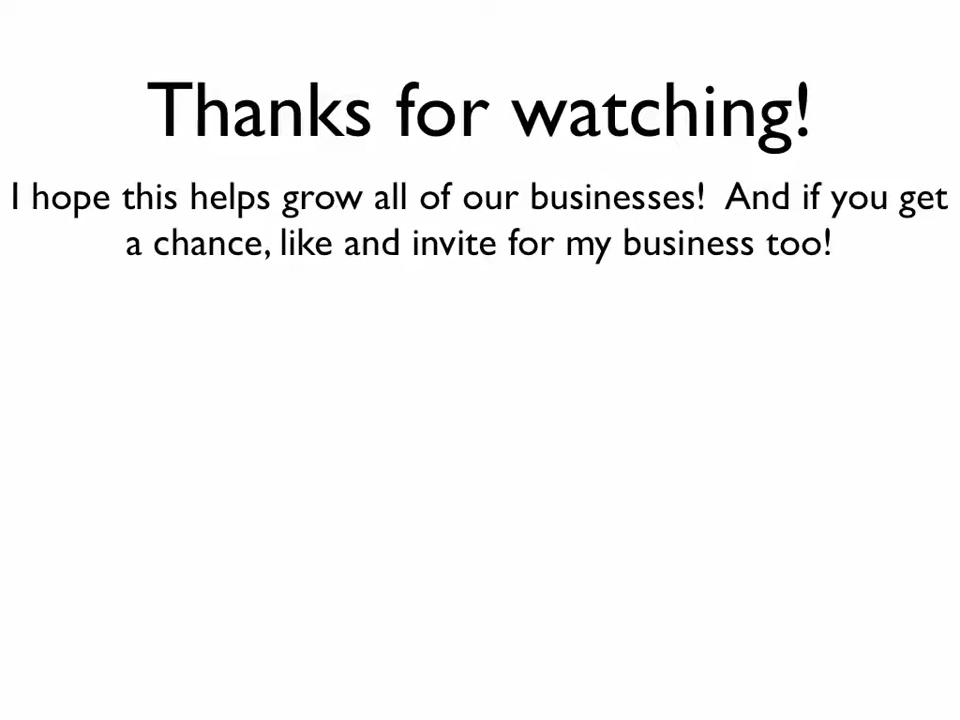 Thanks for watching!
I hope this helps grow all of our businesses!  And if you get
a chance, like and invite for my business too!